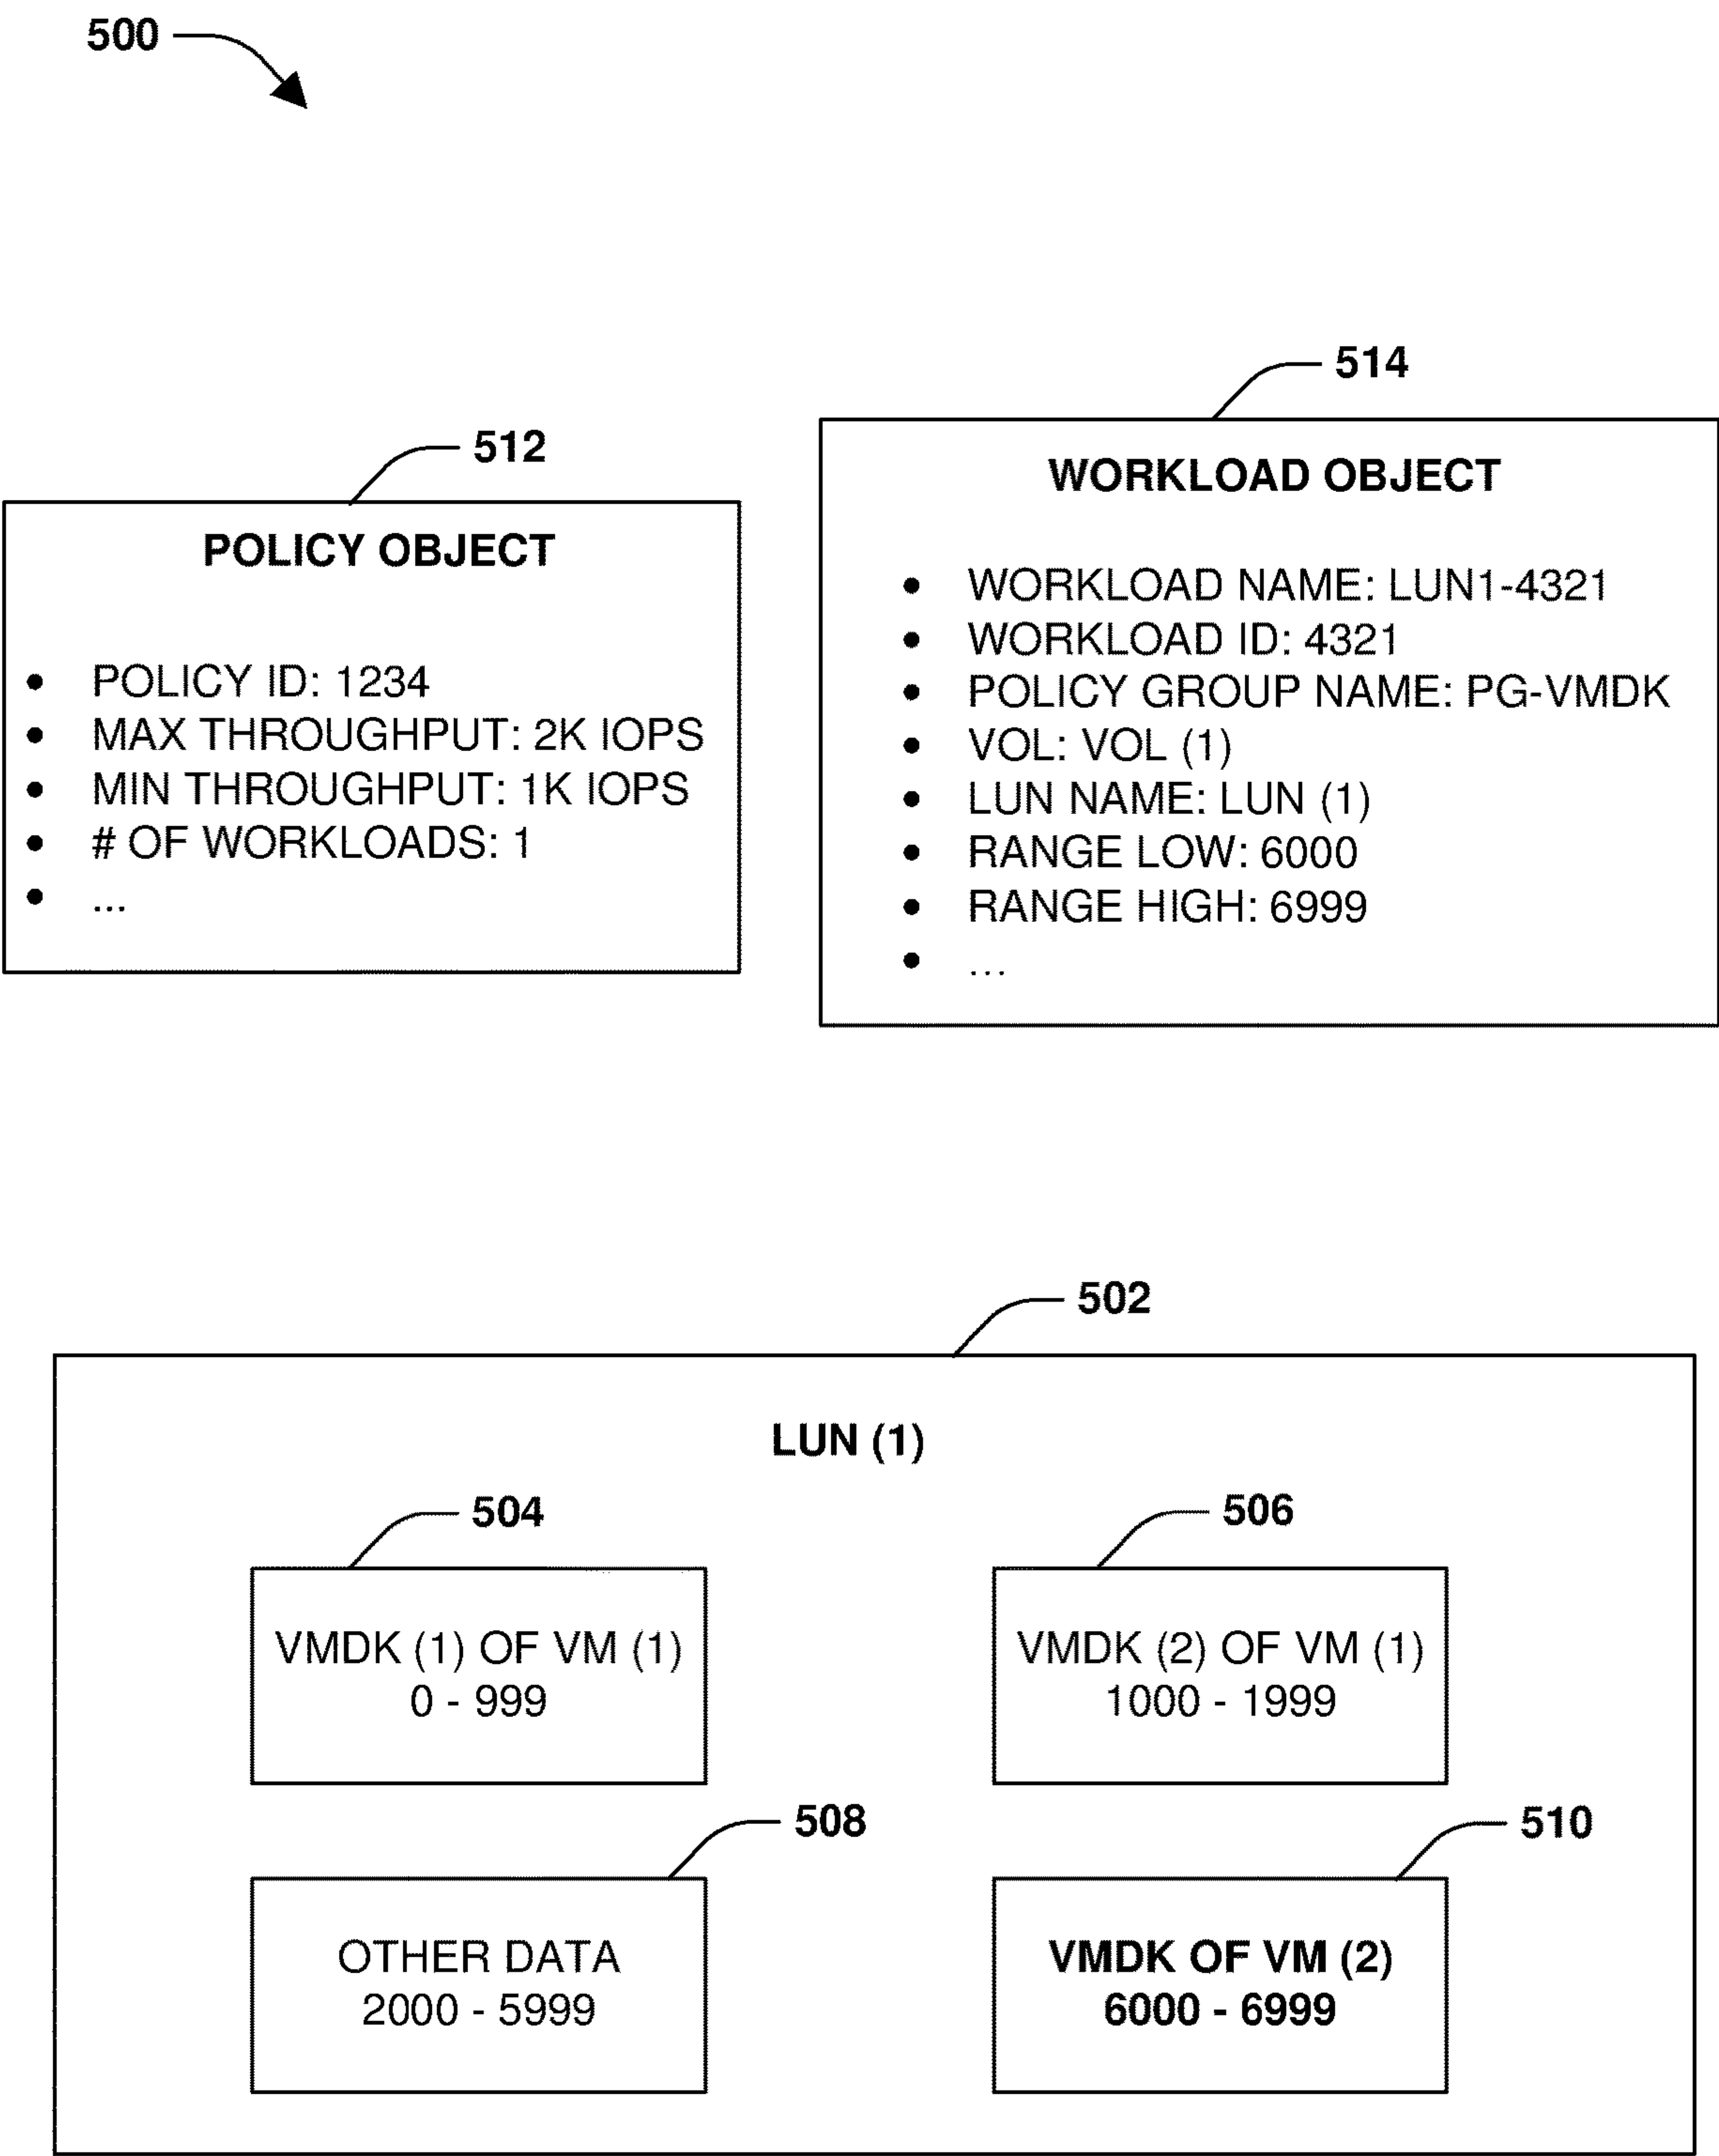 500
512
POLICY OBJECT
• POLICY ID: 1234
• MAX THROUGHPUT: 2K IOPS
• MIN THROUGHPUT: 1K IOPS
• # OF WORKLOADS: 1
• ...
514
WORKLOAD OBJECT
• WORKLOAD NAME: LUN1-4321
• WORKLOAD ID: 4321
• POLICY GROUP NAME: PG-VMDK
• VOL: VOL (1)
• LUN NAME: LUN (1)
• RANGE LOW: 6000
• RANGE HIGH: 6999
• ...
502
LUN (1)
504
VMDK (1) OF VM (1)
0 - 999
506
VMDK (2) OF VM (1)
1000 - 1999
508
OTHER DATA
2000 - 5999
510
VMDK OF VM (2)
6000 - 6999